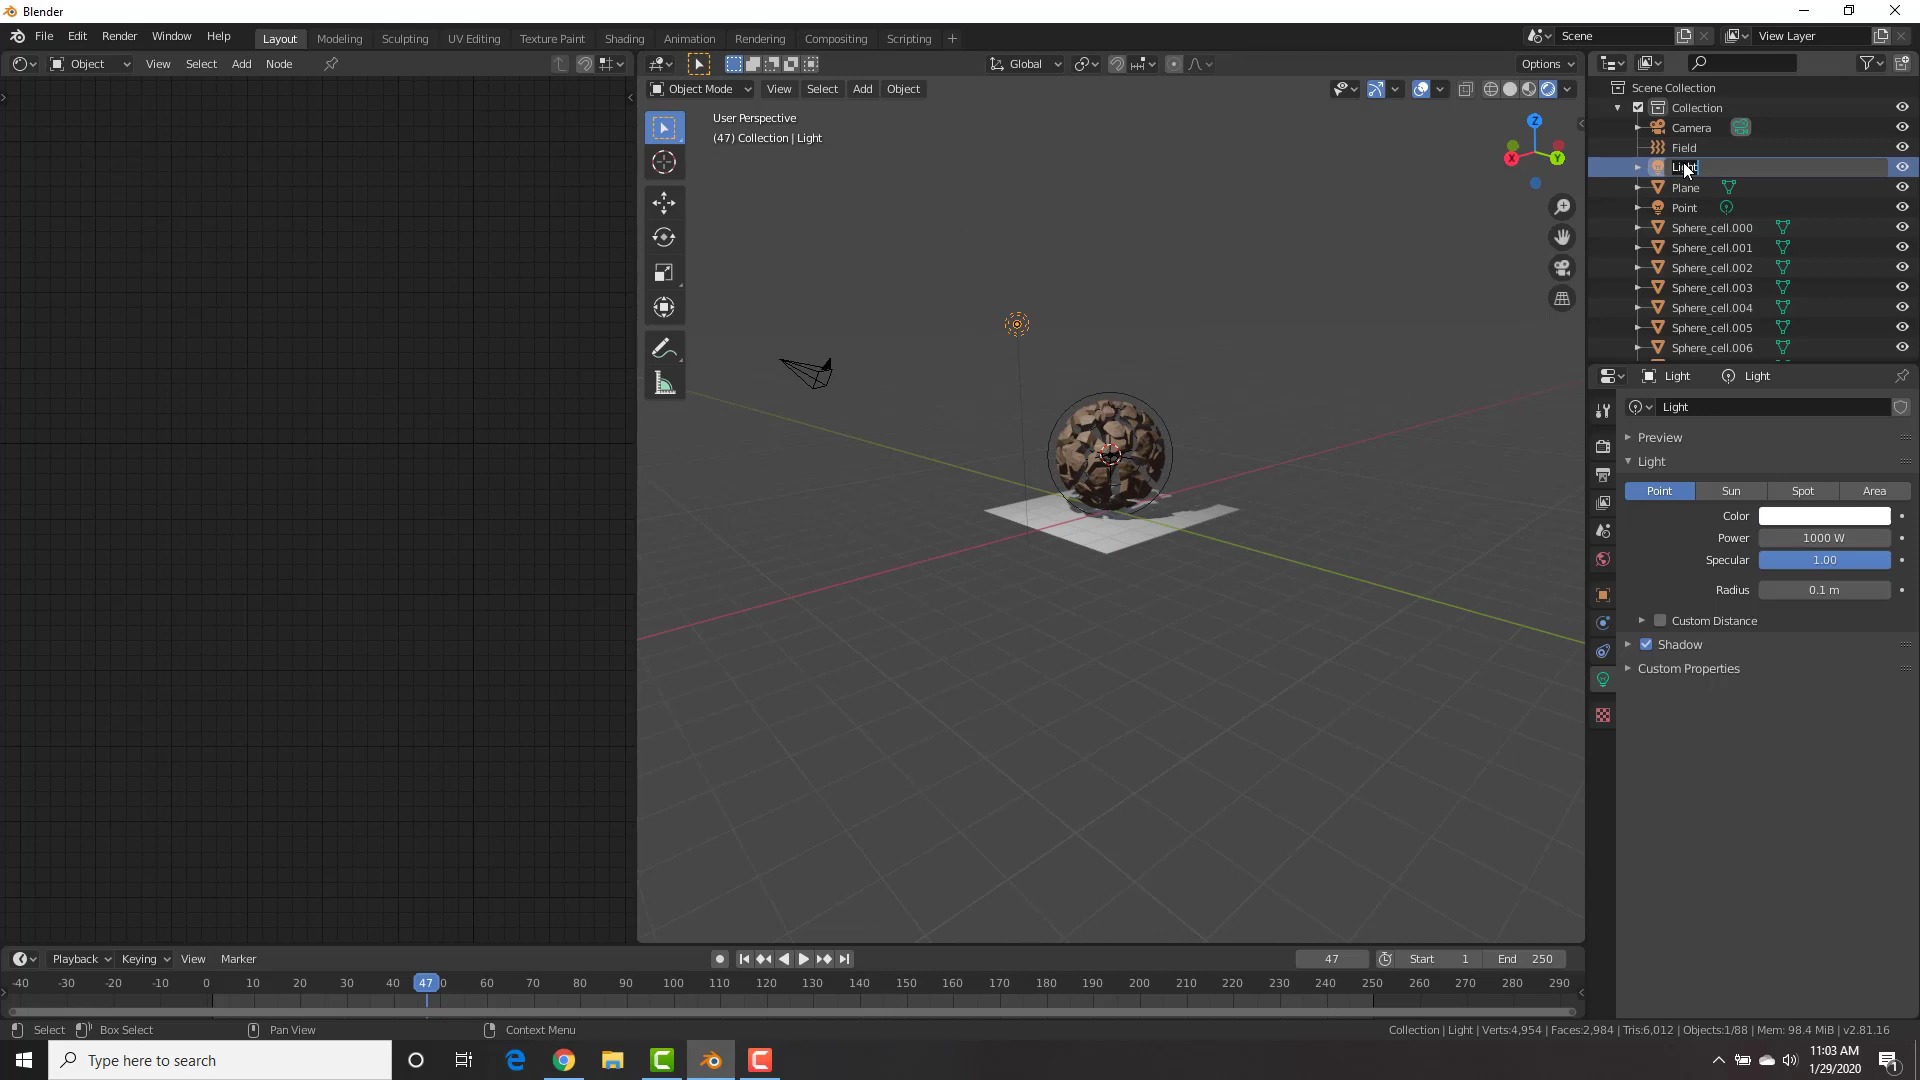 Blender
File Edit Render Window Help Layout Modeling Sculpting UV Editing Texture Paint Shading Animation Rendering Compositing Scripting + Scene View Layer
Object View Select Add Node
Global Options
Object Mode View Select Add Object
User Perspective
(47) Collection | Light
Z
X Y
Scene Collection
Collection
Camera
Field
Light
Plane
Point
Sphere_cell.000
Sphere_cell.001
Sphere_cell.002
Sphere_cell.003
Sphere_cell.004
Sphere_cell.005
Sphere_cell.006
Light Light
Light
Preview
Light
Point Sun Spot Area
Color
Power 1000 W
Specular 1.00
Radius 0.1 m
Custom Distance
Shadow
Custom Properties
Playback Keying View Marker 47 Start 1 End 250
-40 -30 -20 -10 0 10 20 30 40 47 0 60 70 80 90 100 110 120 130 140 150 160 170 180 190 200 210 220 230 240 250 260 270 280 290
Select Box Select Pan View Context Menu Collection | Light | Verts:4,954 | Faces:2,984 | Tris:6,012 | Objects:1/88 | Mem: 98.4 MiB | v2.81.16
Type here to search
11:03 AM
1/29/2020
1